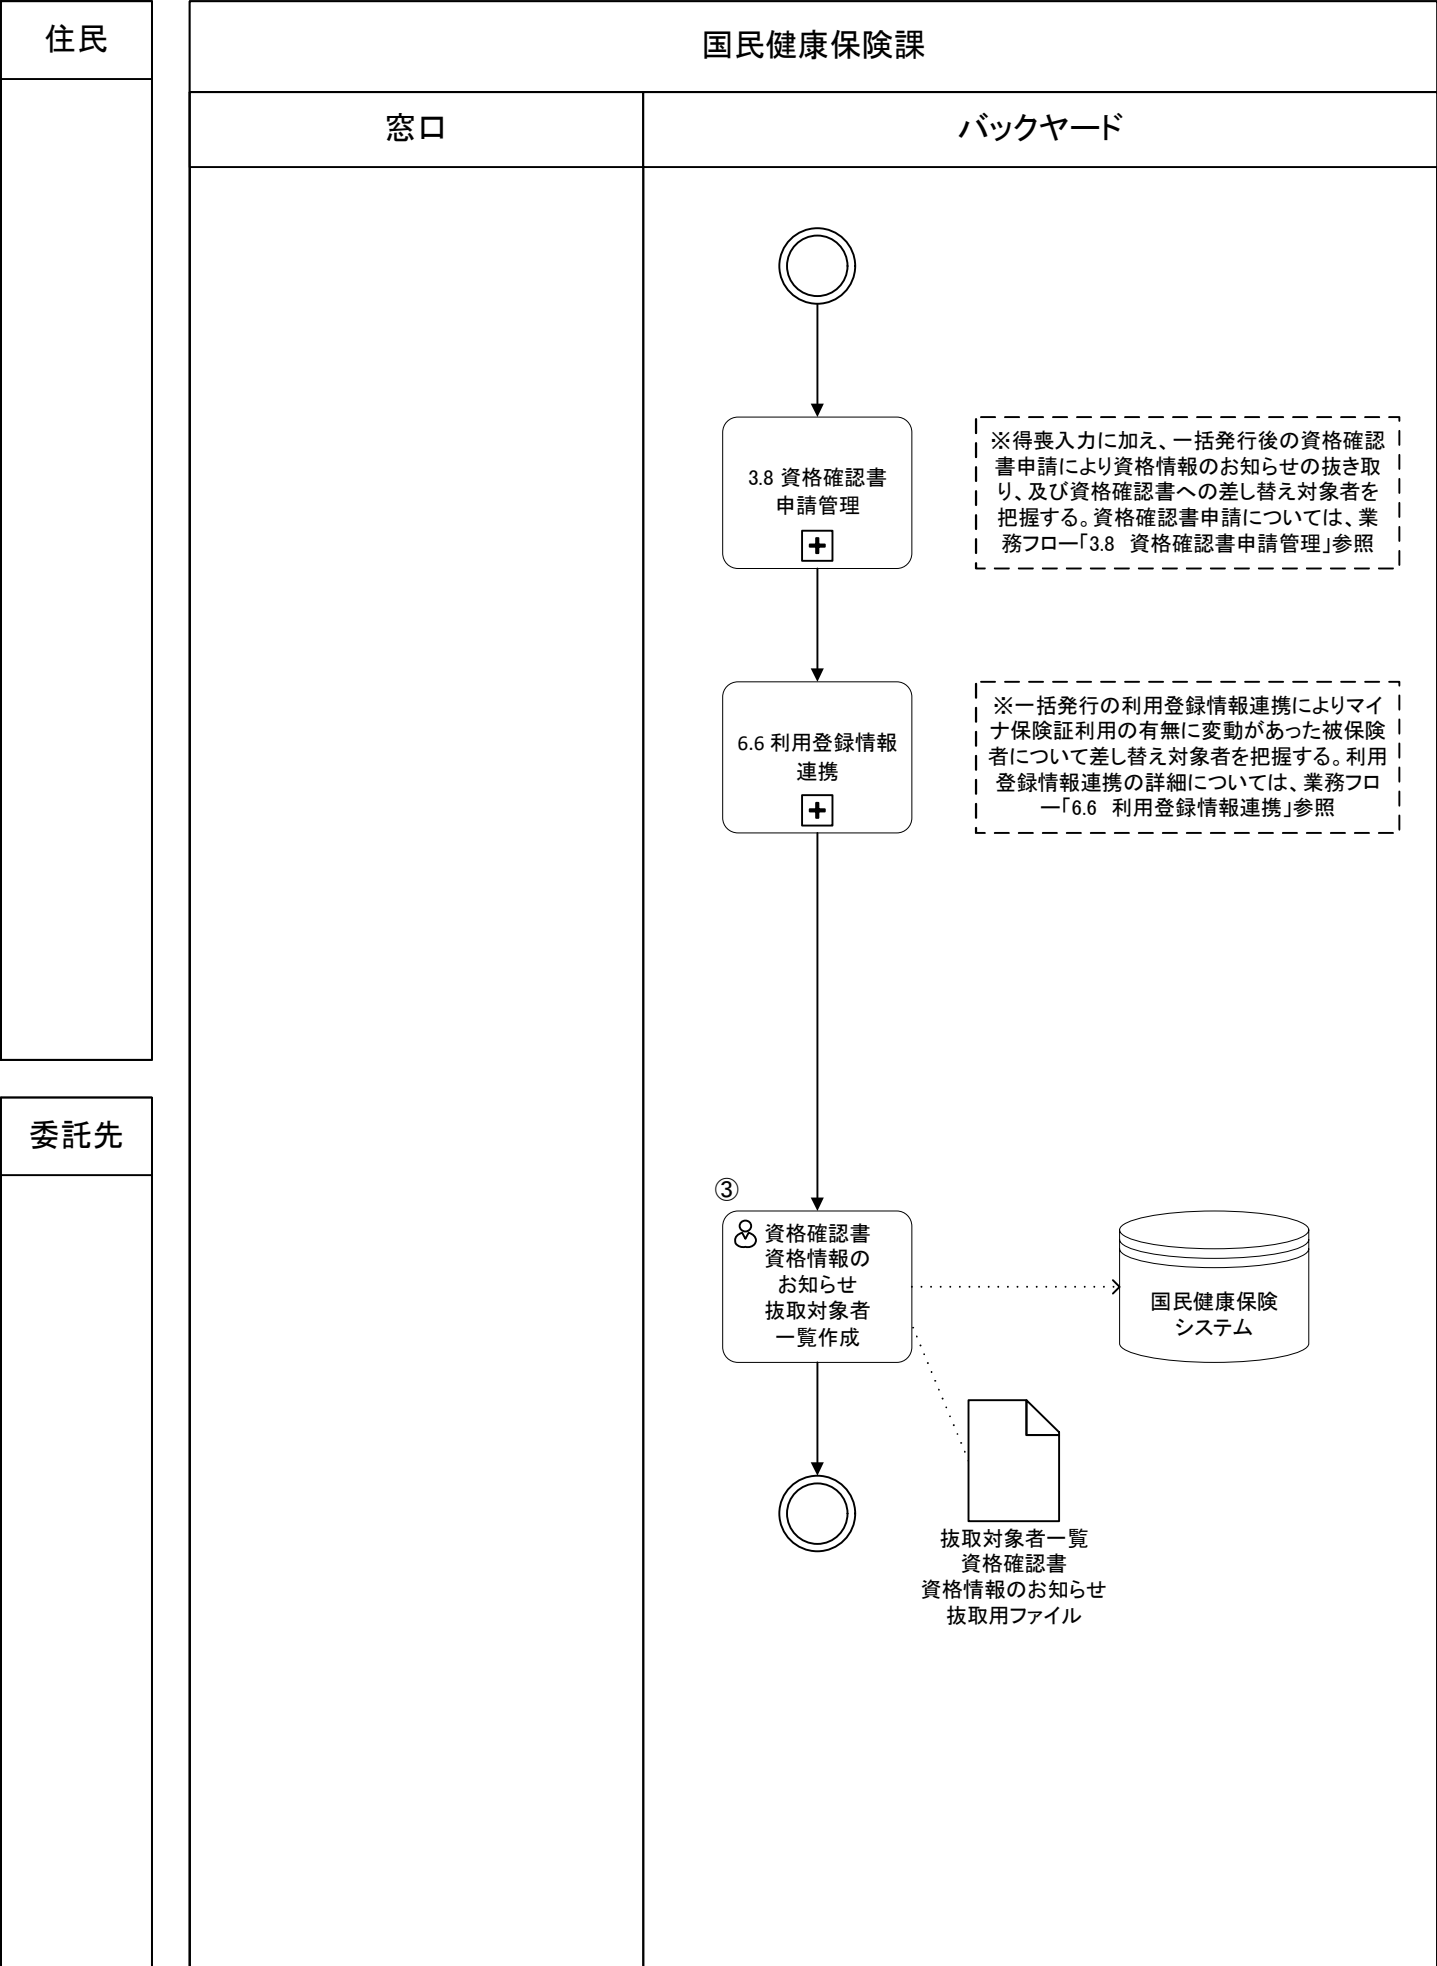 住民
国民健康保険課
窓口
バックヤード
3.8 資格確認書
申請管理
※得喪入力に加え、一括発行後の資格確認
書申請により資格情報のお知らせの抜き取
り、及び資格確認書への差し替え対象者を
把握する。資格確認書申請については、業
務フロー「3.8　資格確認書申請管理」参照
6.6 利用登録情報
連携
※一括発行の利用登録情報連携によりマイ
ナ保険証利用の有無に変動があった被保険
者について差し替え対象者を把握する。利用
登録情報連携の詳細については、業務フロ
ー「6.6　利用登録情報連携」参照
委託先
③
資格確認書
資格情報の
お知らせ
抜取対象者
一覧作成
国民健康保険
システム
抜取対象者一覧
資格確認書
資格情報のお知らせ
抜取用ファイル